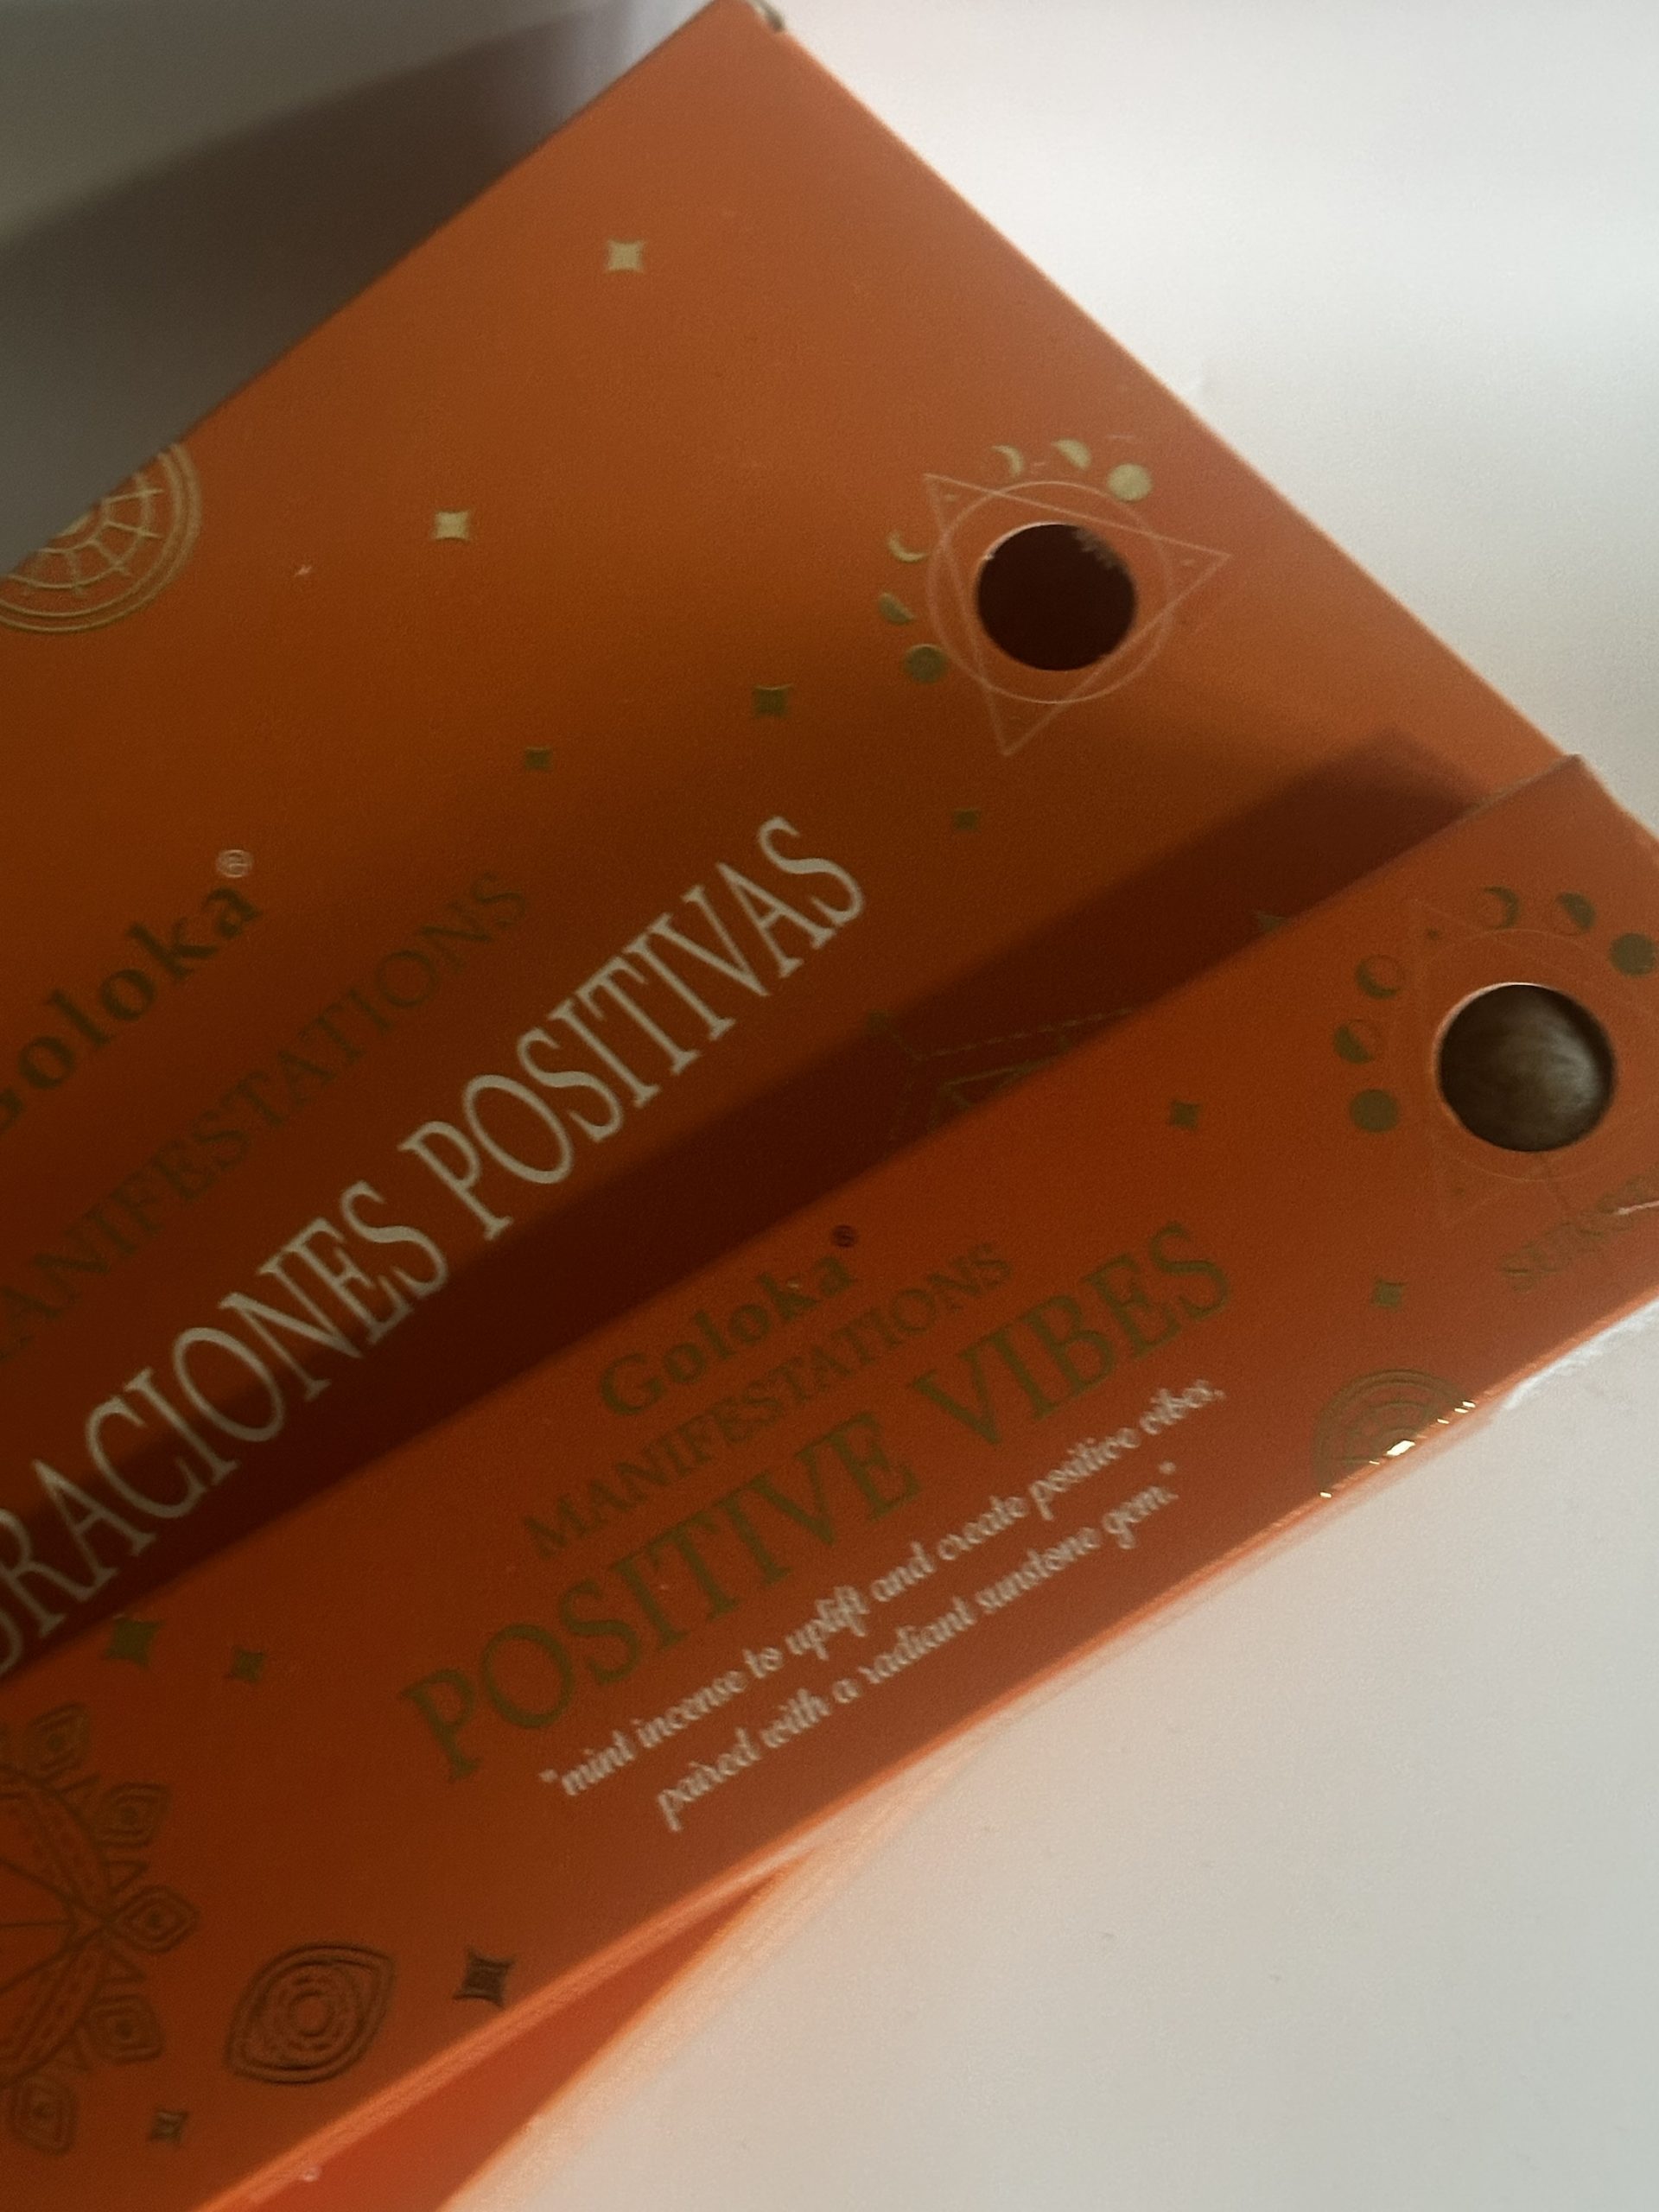 Goloka®
MANIFESTATIONS
POSITIVAS
Goloka®
MANIFESTATIONS
POSITIVE VIBES
"mint incense to uplift and create positive vibes,
paired with a radiant sunstone gem."